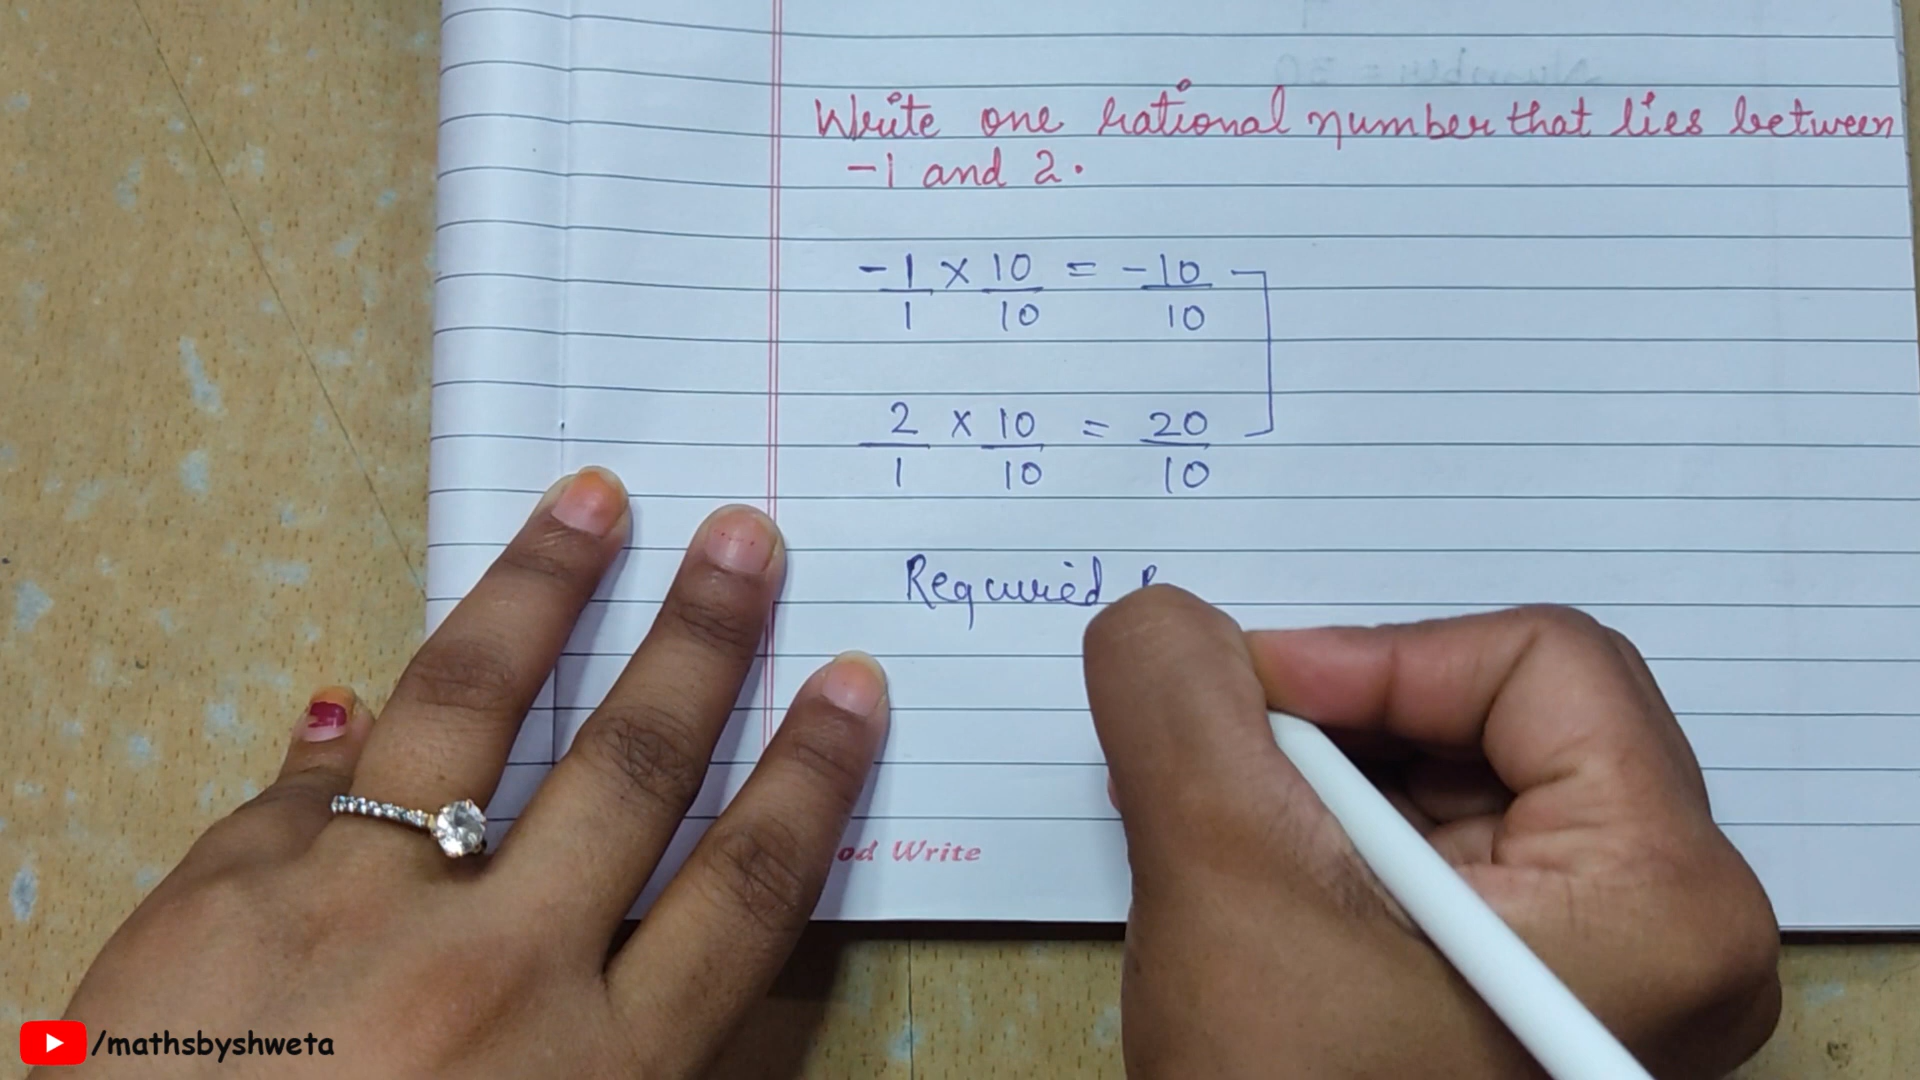 Write one rational number that lies between
-1 and 2.
-1/1 × 10/10 = -10/10
2/1 × 10/10 = 20/10
Required
od Write
/mathsbyshweta